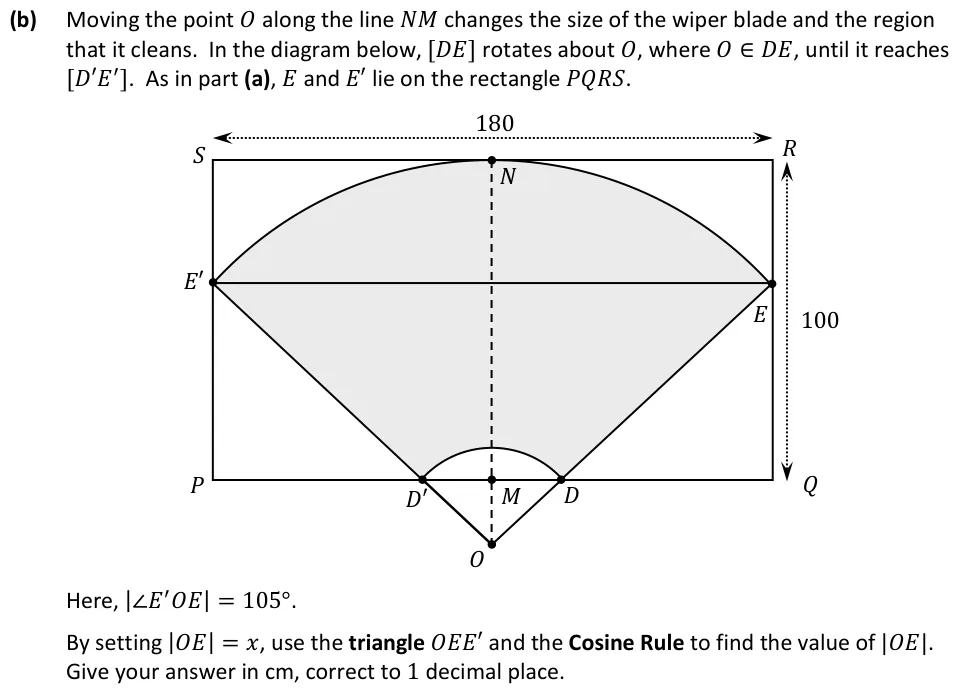 (b) Moving the point O along the line NM changes the size of the wiper blade and the region
that it cleans. In the diagram below, [DE] rotates about O, where O ∈ DE, until it reaches
[D′E′]. As in part (a), E and E′ lie on the rectangle PQRS.
180
S
R
N
E′
E
100
P
D′
M
D
Q
O
Here, |∠E′OE| = 105°.
By setting |OE| = x, use the triangle OEE′ and the Cosine Rule to find the value of |OE|.
Give your answer in cm, correct to 1 decimal place.